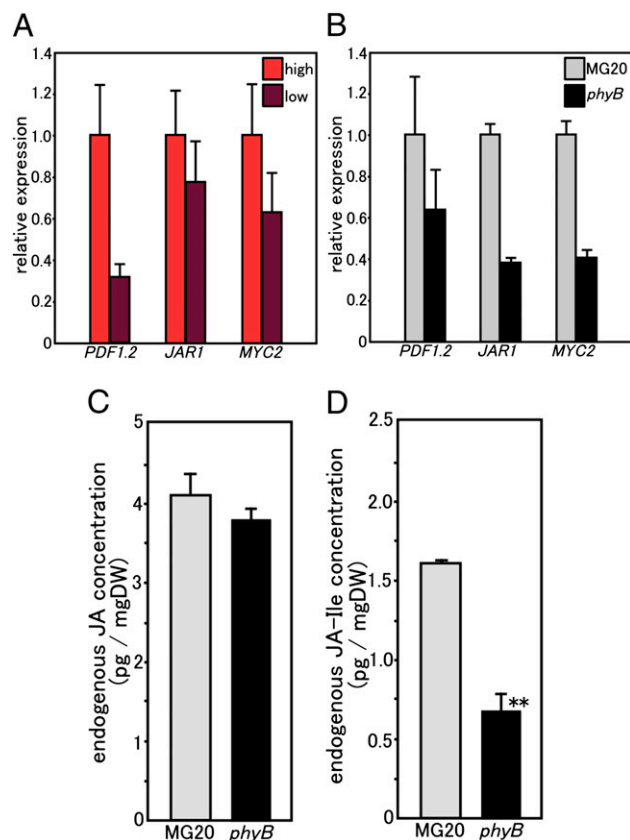 A
B
1.4
1.2
1.0
0.8
0.6
0.4
0.2
0
relative expression
high
low
PDF1.2 JAR1 MYC2
1.4
1.2
1.0
0.8
0.6
0.4
0.2
0
relative expression
MG20
phyB
PDF1.2 JAR1 MYC2
C
D
5
4
3
2
1
0
endogenous JA concentration
(pg / mgDW)
MG20 phyB
2.5
2.0
1.5
1.0
0.5
0
endogenous JA-Ile concentration
(pg / mgDW)
**
MG20 phyB